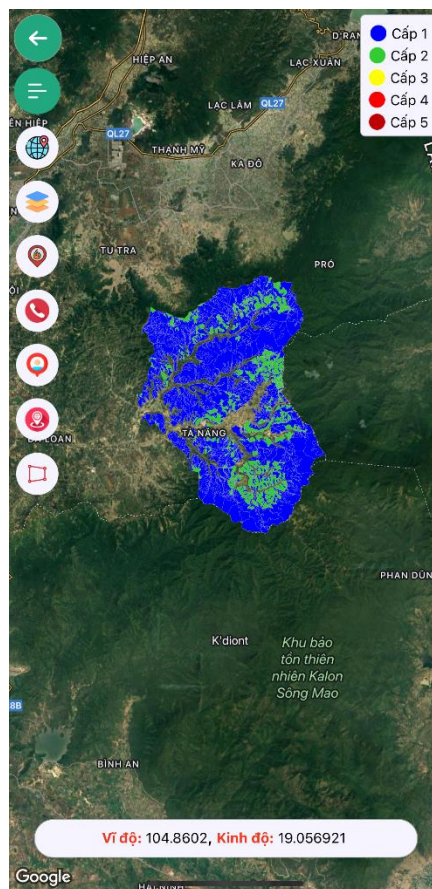 D'RAN
HIỆP AN
LẠC XUÂN
Cấp 1
Cấp 2
Cấp 3
Cấp 4
Cấp 5
LẠC LÂM
QL27
QL27
THẠNH MỸ
KA ĐÔ
TU TRA
PRÓ
TÀ NĂNG
LOAN
PHAN DŨNG
K'diont
Khu bảo
tồn thiên
nhiên Kalon
Sông Mao
BÌNH AN
Vĩ độ: 104.8602, Kinh độ: 19.056921
Google